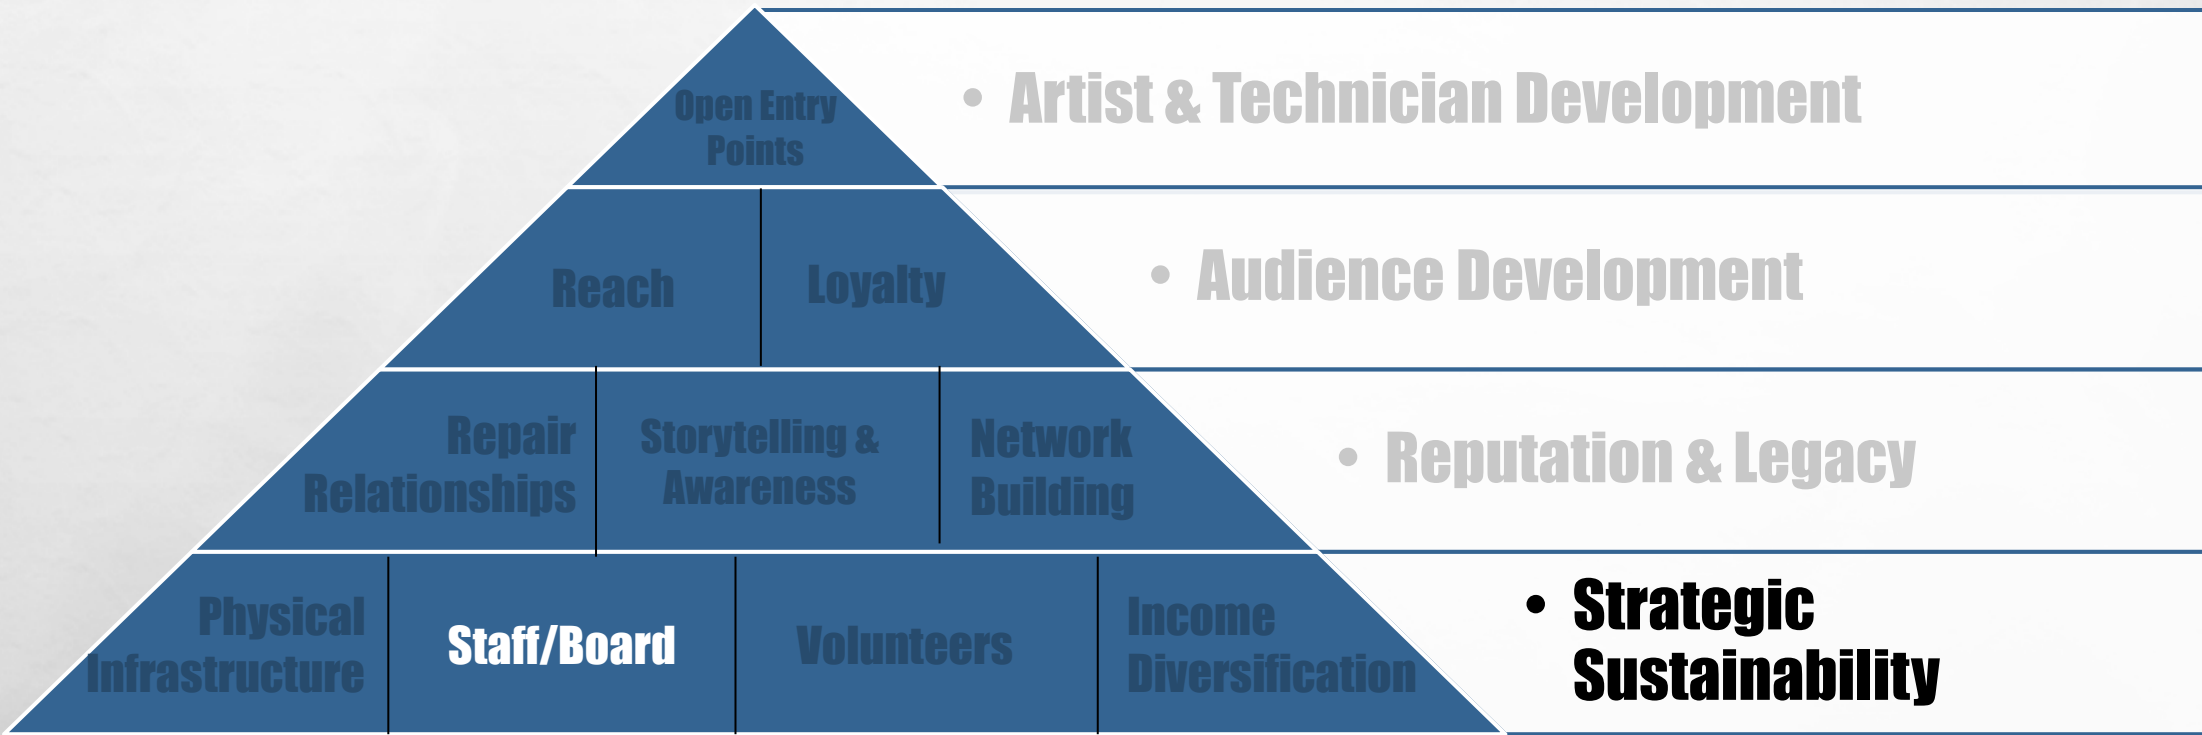 Open Entry
Points
• Artist & Technician Development
Reach
Loyalty
• Audience Development
Repair
Relationships
Storytelling &
Awareness
Network
Building
• Reputation & Legacy
Physical
Infrastructure
Staff/Board
Volunteers
Income
Diversification
• Strategic
Sustainability